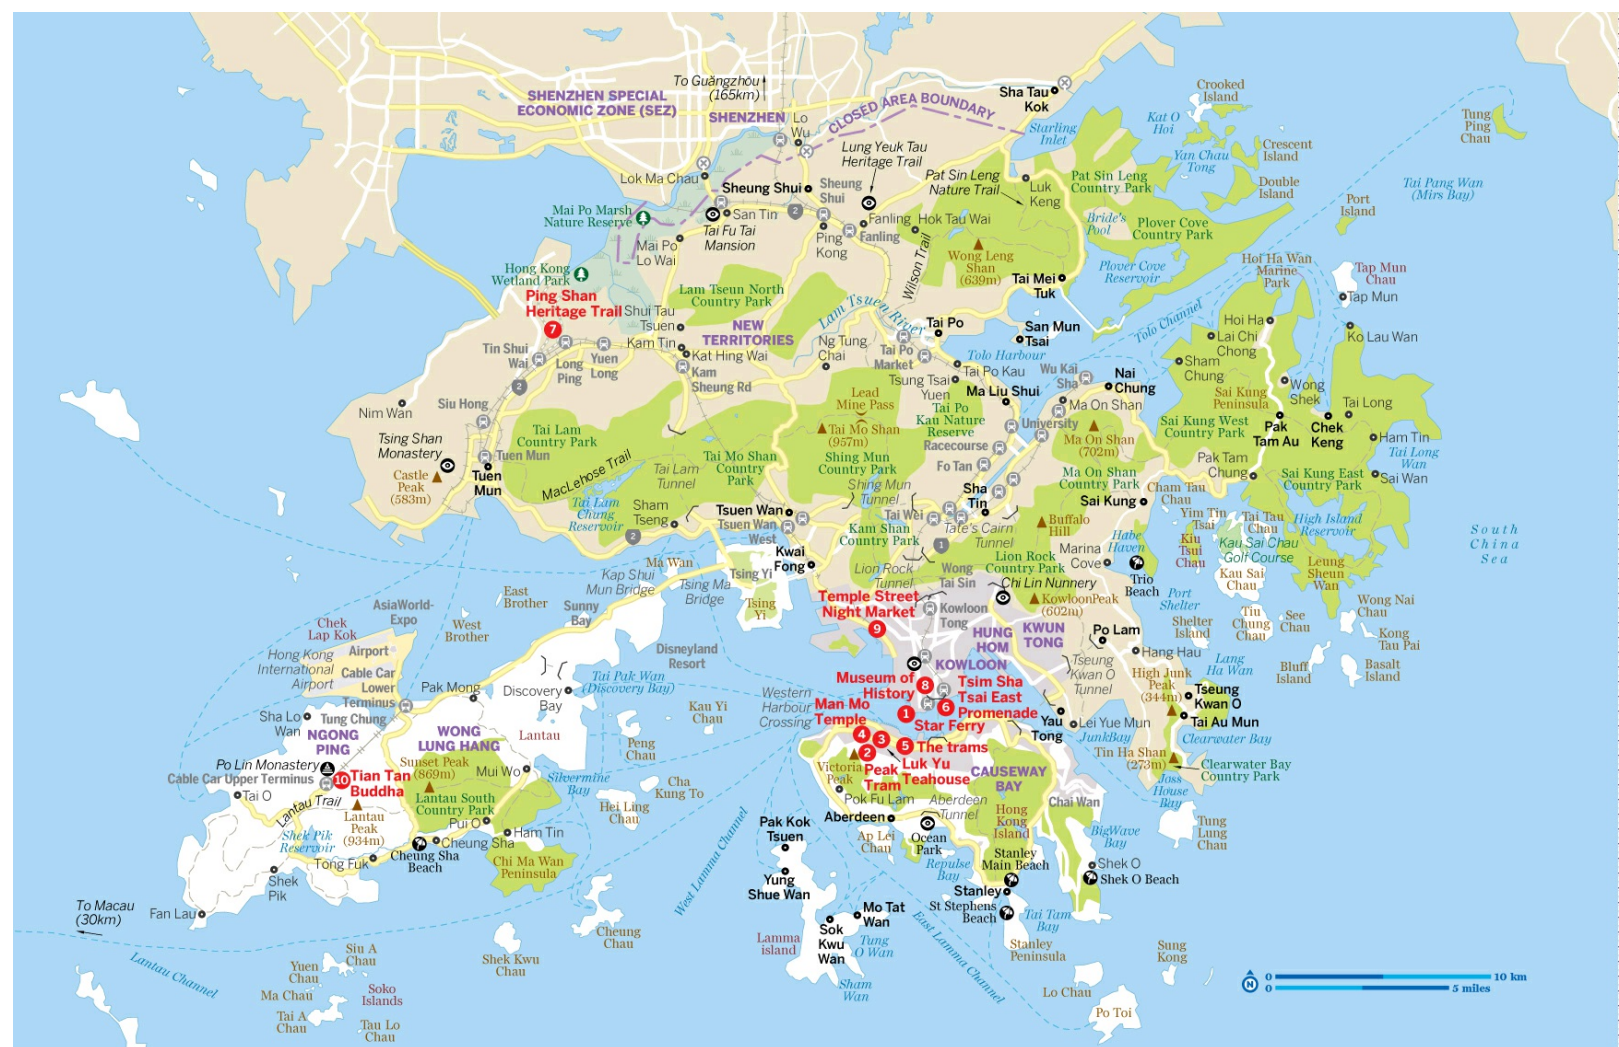 To Guăngzhōu
(165km)
SHENZHEN SPECIAL
ECONOMIC ZONE (SEZ)
SHENZHEN
Lo
Wu
CLOSED AREA BOUNDARY
Sha Tau
Kok
Starling
Inlet
Crooked
Island
Kat O
Hoi
Yan Chau
Tong
Crescent
Island
Double
Island
Tung
Ping
Chau
Tai Pang Wan
(Mirs Bay)
Port
Island
Lung Yeuk Tau
Heritage Trail
Pat Sin Leng
Nature Trail
Luk
Keng
Pat Sin Leng
Country Park
Bride's
Pool
Plover Cove
Country Park
Plover Cove
Reservoir
Lok Ma Chau
Sheung Shui
Sheung
Shui
2
San Tin
Tai Fu Tai
Mansion
Mai Po Marsh
Nature Reserve
Mai Po
Lo Wai
Ping
Kong
Fanling
Fanling
Hok Tau Wai
Wilson Trail
Wong Leng
Shan
(639m)
Tai Mei
Tuk
Hong Kong
Wetland Park
Ping Shan
Heritage Trail
7
Shui Tau
Tsuen
Lam Tseun North
Country Park
NEW
TERRITORIES
Lam Tsuen River
Tai Po
San Mun
Tsai
Tolo Channel
Tolo Harbour
Hoi Ha Wan
Marine
Park
Tap Mun
Chau
Tap Mun
Hoi Ha
Lai Chi
Chong
Ko Lau Wan
Sham
Chung
Wong
Shek
Sai Kung
Peninsula
Tai Long
Tin Shui
Wai
Long
Ping
Yuen
Long
Kam Tin
Kat Hing Wai
Kam
Sheung Rd
Ng Tung
Chai
Tai Po
Market
Tai Po Kau
Tsung Tsai
Yuen
Ma Liu Shui
Wu Kai
Sha
Nai
Chung
Ma On Shan
2
Siu Hong
Nim Wan
Tsing Shan
Monastery
Castle
Peak
(583m)
Tuen Mun
Tuen
Mun
Tai Lam
Country Park
MacLehose Trail
Tai Lam
Tunnel
Tai Lam
Chung
Reservoir
Sham
Tseng
2
Tai Mo Shan
Country
Park
Lead
Mine Pass
Tai Mo Shan
(957m)
Shing Mun
Country Park
Shing Mun
Tunnel
Tai Po
Kau Nature
Reserve
Racecourse
Fo Tan
University
Ma On Shan
(702m)
Ma On Shan
Country Park
Sai Kung West
Country Park
Pak
Tam Au
Chek
Keng
Ham Tin
Tai Long
Wan
Sai Wan
Pak Tam
Chung
Sai Kung East
Country Park
Sai Kung
Cham Tau
Chau
Yim Tin
Tsai
Tai Tau
Chau
High Island
Reservoir
Kau Sai Chau
Golf Course
Kiu
Tsui
Chau
Kau Sai
Chau
Leung
Sheun
Wan
South
China
Sea
Tsuen Wan
Tsuen Wan
West
Kam Shan
Country Park
Tai Wei
Sha
Tin
Tate's Cairn
Tunnel
1
Buffalo
Hill
Habe
Haven
Marina
Cove
Trio
Beach
Kwai
Fong
Tsing Yi
Tsing
Yi
Ma Wan
Kap Shui
Mun Bridge
Tsing Ma
Bridge
Lion Rock
Tunnel
Wong
Tai Sin
Lion Rock
Country Park
Chi Lin Nunnery
KowloonPeak
(602m)
Port
Shelter
Shelter
Island
Tiu
Chung
Chau
See
Chau
Wong Nai
Chau
Kong
Tau Pai
Basalt
Island
Bluff
Island
Lang
Ha Wan
AsiaWorld-
Expo
East
Brother
West
Brother
Sunny
Bay
Chek
Lap Kok
Hong Kong
International
Airport
Airport
Cable Car
Lower
Terminus
Disneyland
Resort
Tai Pak Wan
(Discovery Bay)
Discovery
Bay
Pak Mong
Temple Street
Night Market
9
Kowloon
Tong
HUNG
HOM
KWUN
TONG
KOWLOON
Po Lam
Hang Hau
Tseung
Kwan O
Tunnel
High Junk
Peak
(344m)
Tseung
Kwan O
Tai Au Mun
Clearwater Bay
Museum of
History
8
Tsim Sha
Tsai East
Promenade
6
1
Star Ferry
Man Mo
Temple
Western
Harbour
Crossing
4
3
2
5
The trams
Luk Yu
Teahouse
Peak
Tram
Victoria
Peak
Yau
Tong
Lei Yue Mun
JunkBay
Tin Ha Shan
(273m)
Clearwater Bay
Country Park
Joss
House
Bay
Tung
Lung
Chau
CAUSEWAY
BAY
Chai Wan
Pok Fu Lam
Aberdeen
Aberdeen
Tunnel
Hong
Kong
Island
Ap Lei
Chau
Ocean
Park
Repulse
Bay
Stanley
Main Beach
Stanley
St Stephens
Beach
Tai Tam
Bay
Stanley
Peninsula
BigWave
Bay
Shek O
Shek O Beach
Sha Lo
Wan
Tung Chung
NGONG
PING
WONG
LUNG HANG
Lantau
Po Lin Monastery
Cable Car Upper Terminus
10
Tian Tan
Buddha
Sunset Peak
(869m)
Mui Wo
Silvermine
Bay
Tai O
Lantau Trail
Lantau
Peak
(934m)
Lantau South
Country Park
Pui O
Ham Tin
Shek Pik
Reservoir
Tong Fuk
Cheung Sha
Cheung Sha
Beach
Chi Ma Wan
Peninsula
Shek
Pik
Fan Lau
To Macau
(30km)
Lantau Channel
Kau Yi
Chau
Peng
Chau
Cha
Kung To
Hei Ling
Chau
Cheung
Chau
Shek Kwu
Chau
Siu A
Chau
Yuen
Chau
Ma Chau
Soko
Islands
Tai A
Chau
Tau Lo
Chau
West Lamma Channel
Pak Kok
Tsuen
Yung
Shue Wan
Mo Tat
Wan
Sok
Kwu
Wan
Lamma
island
Tung
O Wan
Sham
Wan
East Lamma Channel
Sung
Kong
Lo Chau
Po Toi
N
0
10 km
0
5 miles